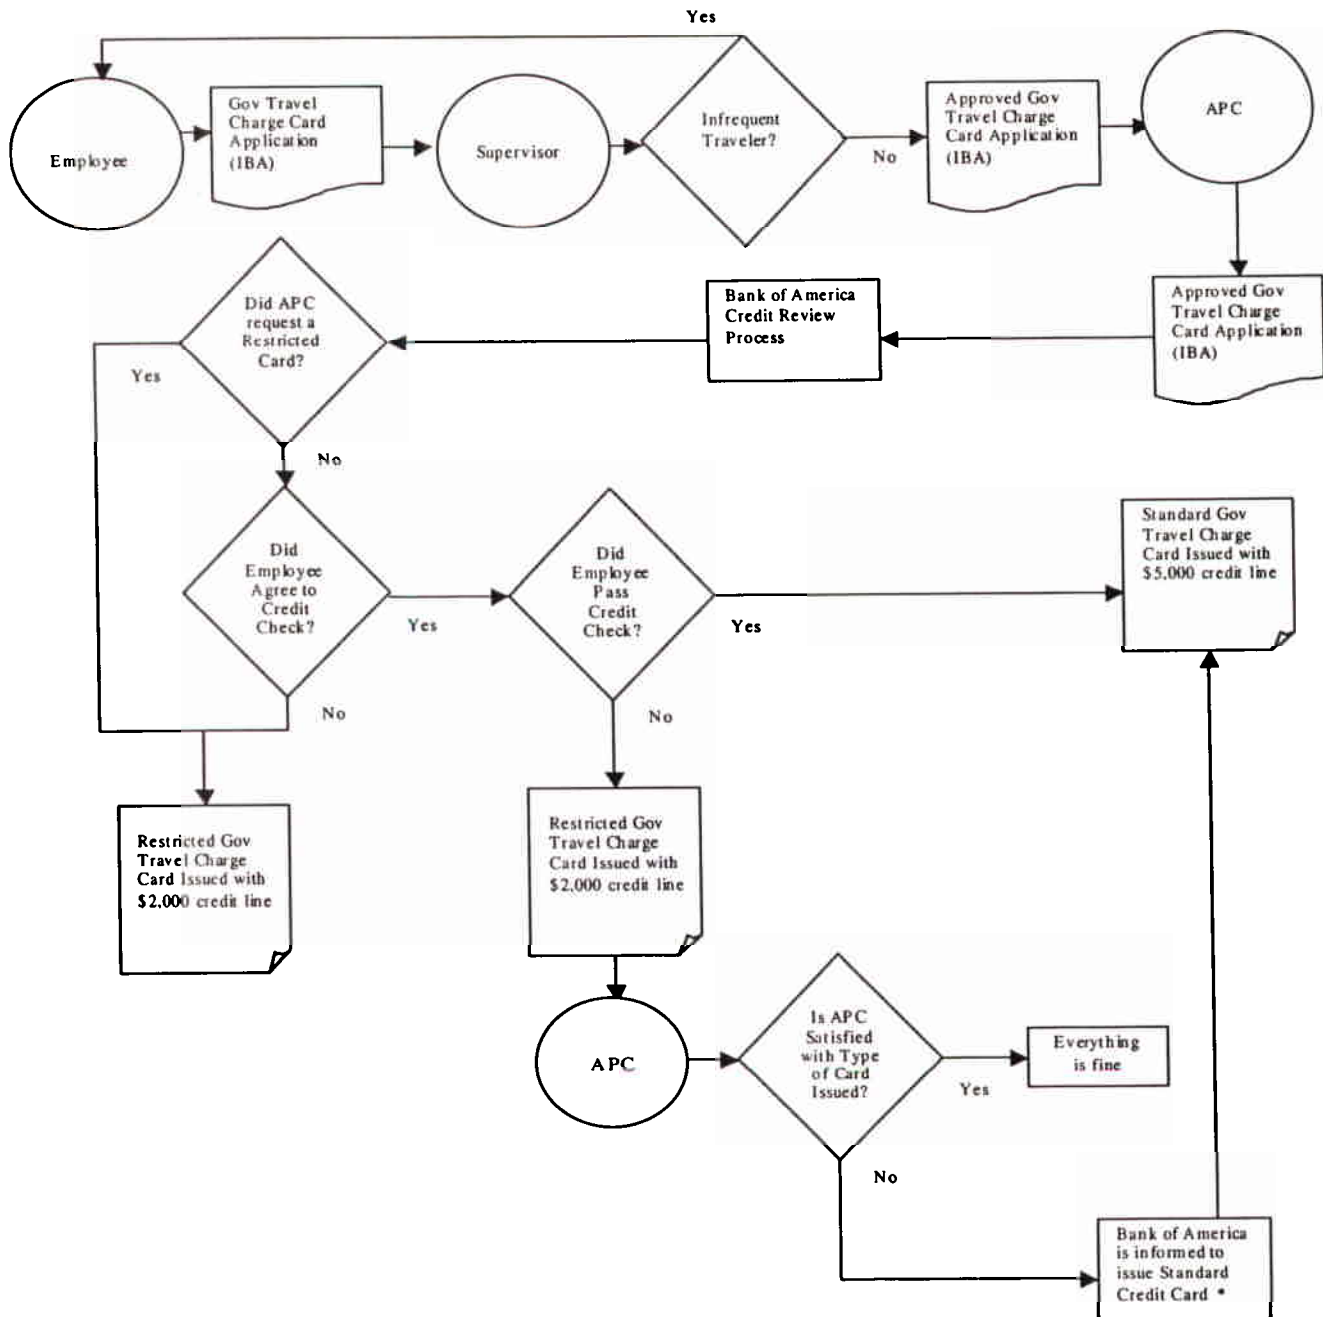 Yes
Employee
Gov Travel
Charge Card
Application
(IBA)
Supervisor
Infrequent
Traveler?
No
Approved Gov
Travel Charge
Card Application
(IBA)
APC
Approved Gov
Travel Charge
Card Application
(IBA)
Bank of America
Credit Review
Process
Did APC
request a
Restricted
Card?
Yes
No
Did
Employee
Agree to
Credit
Check?
Yes
No
Did
Employee
Pass
Credit
Check?
Yes
No
Standard Gov
Travel Charge
Card Issued with
$5,000 credit line
Restricted Gov
Travel Charge
Card Issued with
$2,000 credit line
Restricted Gov
Travel Charge
Card Issued with
$2,000 credit line
APC
Is APC
Satisfied
with Type
of Card
Issued?
Yes
Everything
is fine
No
Bank of America
is informed to
issue Standard
Credit Card *